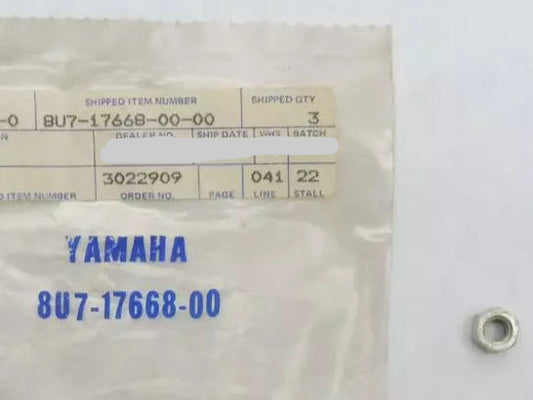 SHIPPED ITEM NUMBER SHIPPED QTY
-0 8U7-17668-00-00 3
DEALER NO. SHIP DATE WHS BATCH
3022909 041 22
ITEM NUMBER ORDER NO. PAGE LINE STALL
YAMAHA
8U7-17668-00